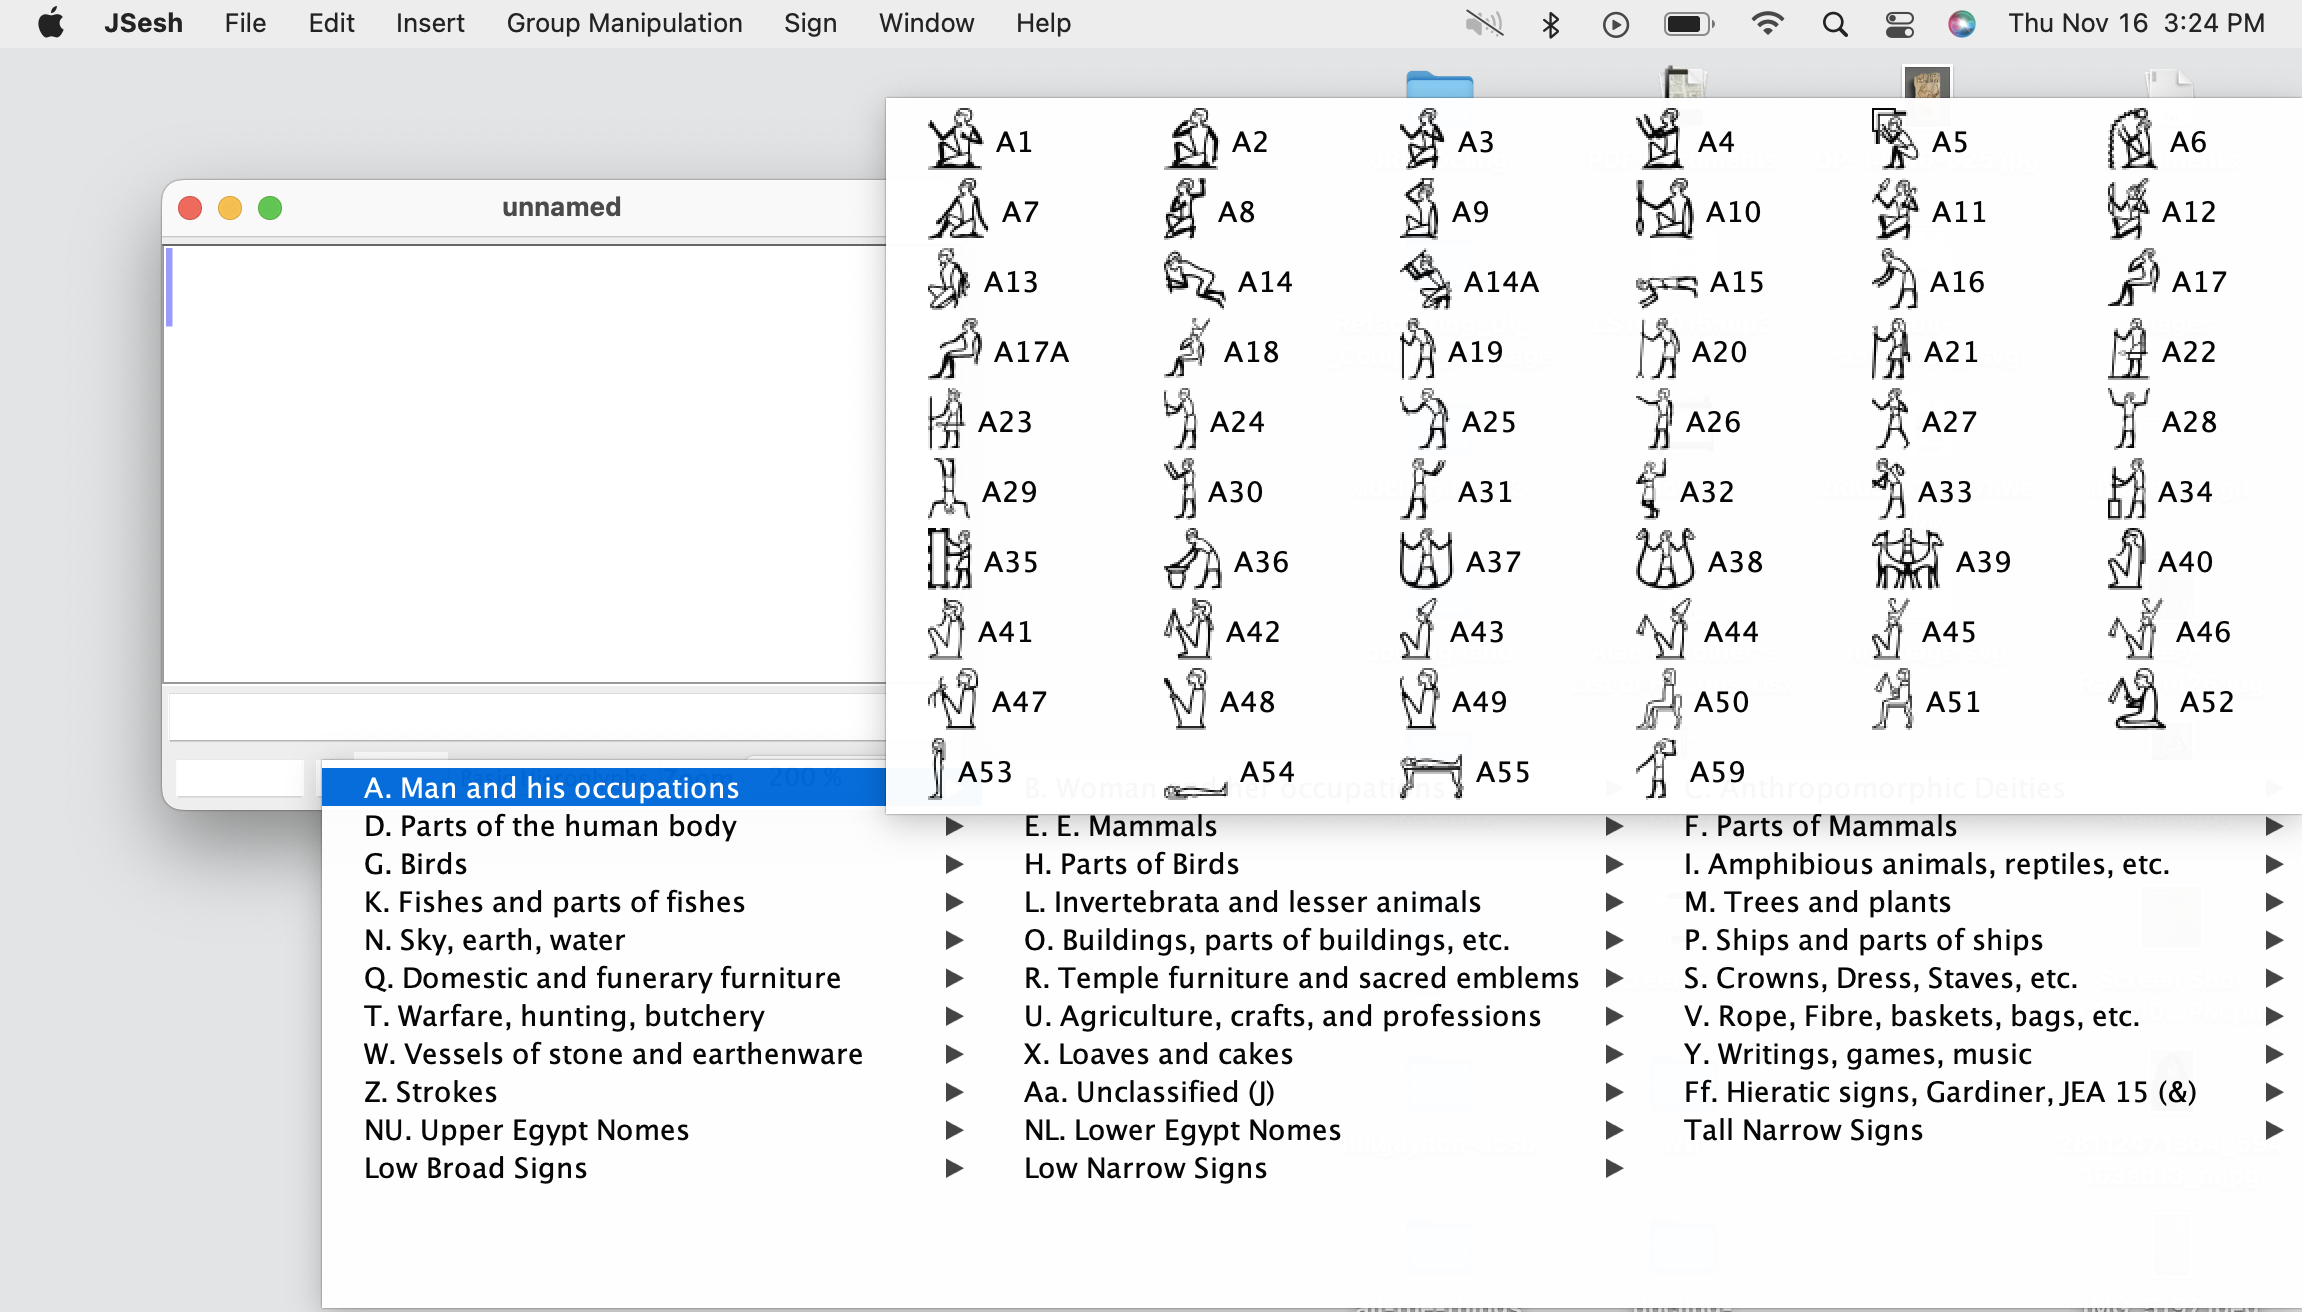 JSesh File Edit Insert Group Manipulation Sign Window Help Thu Nov 16 3:24 PM
unnamed
A1 A2 A3 A4 A5 A6
A7 A8 A9 A10 A11 A12
A13 A14 A14A A15 A16 A17
A17A A18 A19 A20 A21 A22
A23 A24 A25 A26 A27 A28
A29 A30 A31 A32 A33 A34
A35 A36 A37 A38 A39 A40
A41 A42 A43 A44 A45 A46
A47 A48 A49 A50 A51 A52
A53 A54 A55 A59
200 %
A. Man and his occupations B. Woman and her occupations C. Anthropomorphic Deities
D. Parts of the human body E. E. Mammals F. Parts of Mammals
G. Birds H. Parts of Birds I. Amphibious animals, reptiles, etc.
K. Fishes and parts of fishes L. Invertebrata and lesser animals M. Trees and plants
N. Sky, earth, water O. Buildings, parts of buildings, etc. P. Ships and parts of ships
Q. Domestic and funerary furniture R. Temple furniture and sacred emblems S. Crowns, Dress, Staves, etc.
T. Warfare, hunting, butchery U. Agriculture, crafts, and professions V. Rope, Fibre, baskets, bags, etc.
W. Vessels of stone and earthenware X. Loaves and cakes Y. Writings, games, music
Z. Strokes Aa. Unclassified (J) Ff. Hieratic signs, Gardiner, JEA 15 (&)
NU. Upper Egypt Nomes NL. Lower Egypt Nomes Tall Narrow Signs
Low Broad Signs Low Narrow Signs